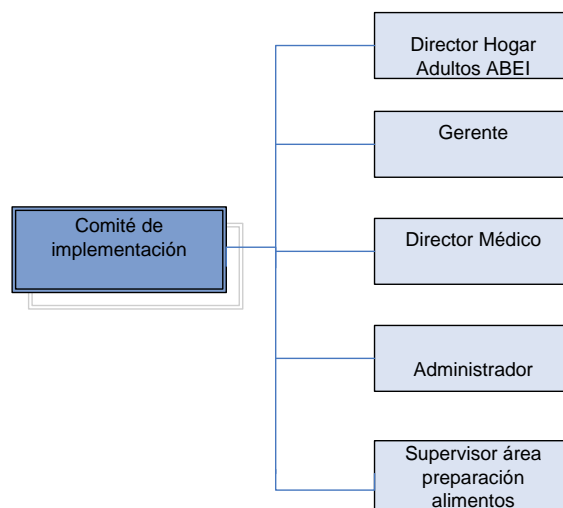 Director Hogar
Adultos ABEI
Gerente
Comité de
implementación
Director Médico
Administrador
Supervisor área
preparación
alimentos